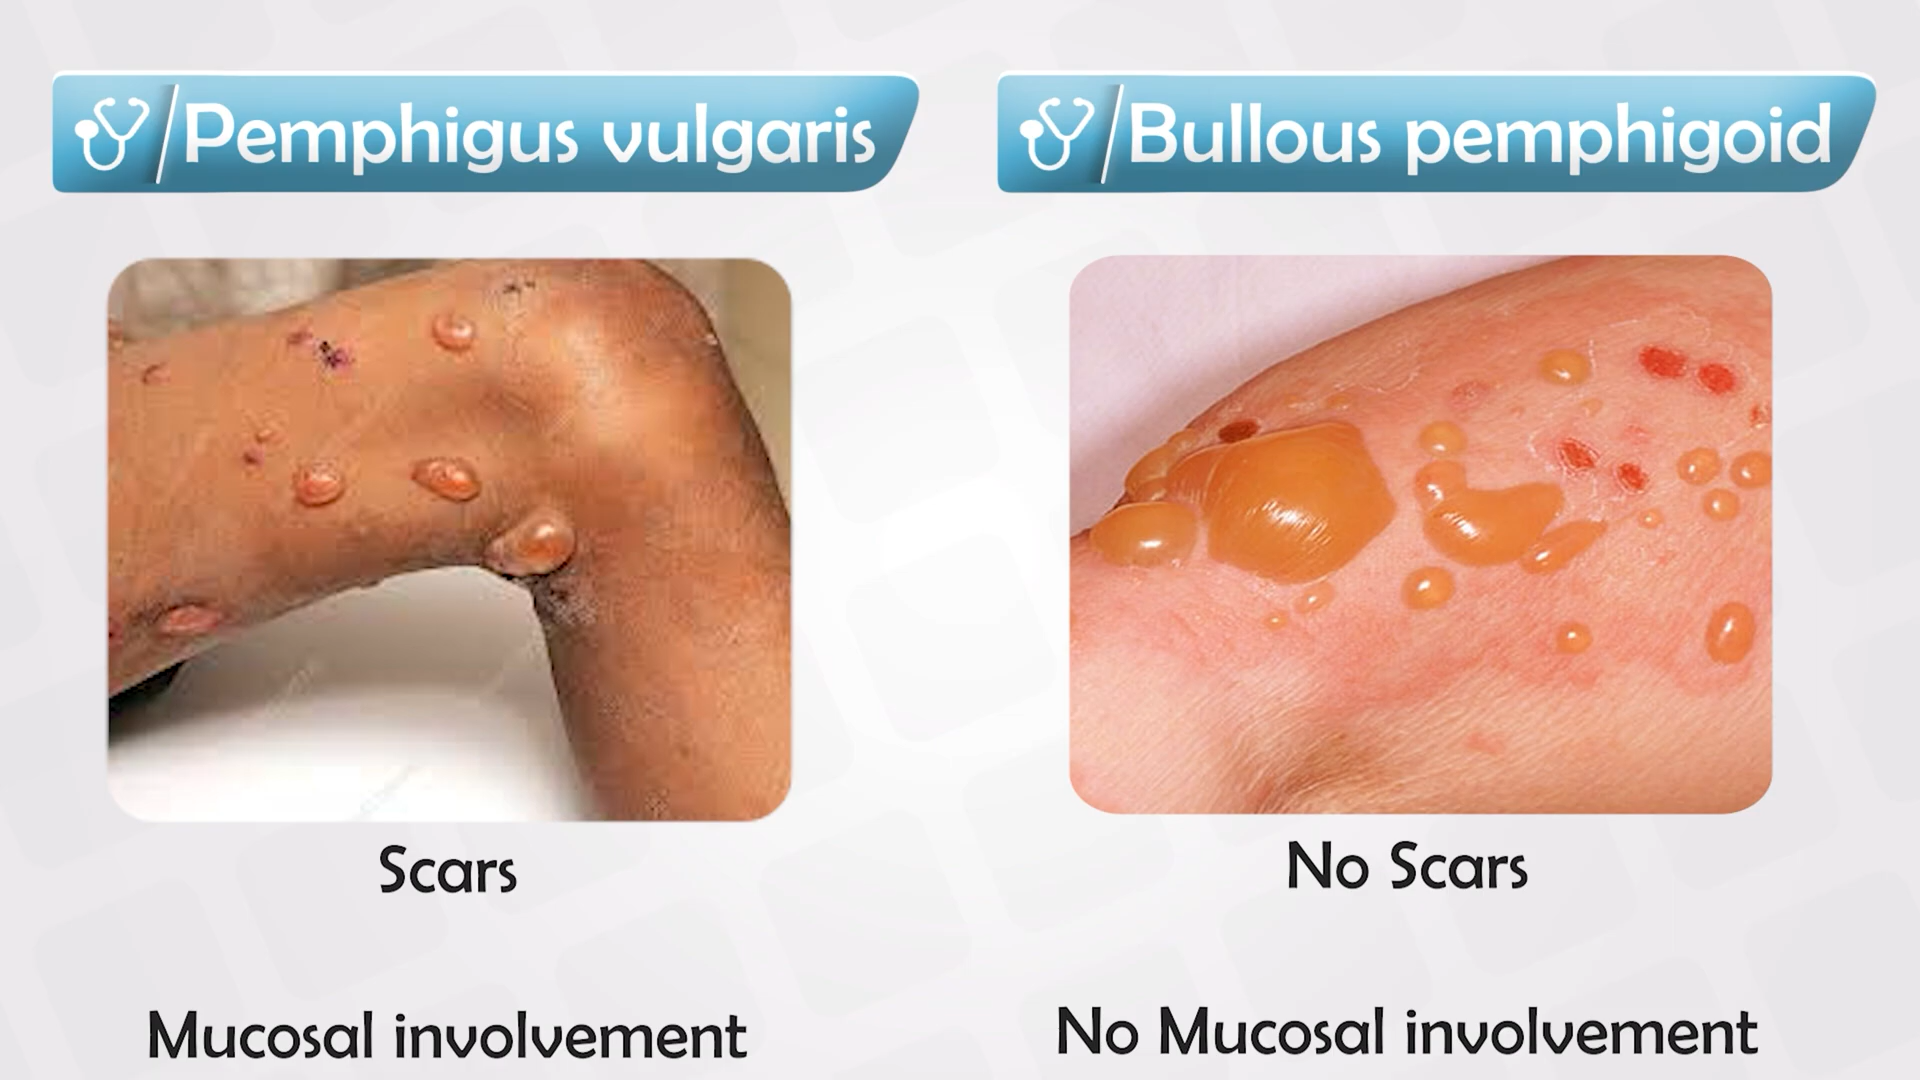 Pemphigus vulgaris
Bullous pemphigoid
Scars
No Scars
Mucosal involvement
No Mucosal involvement